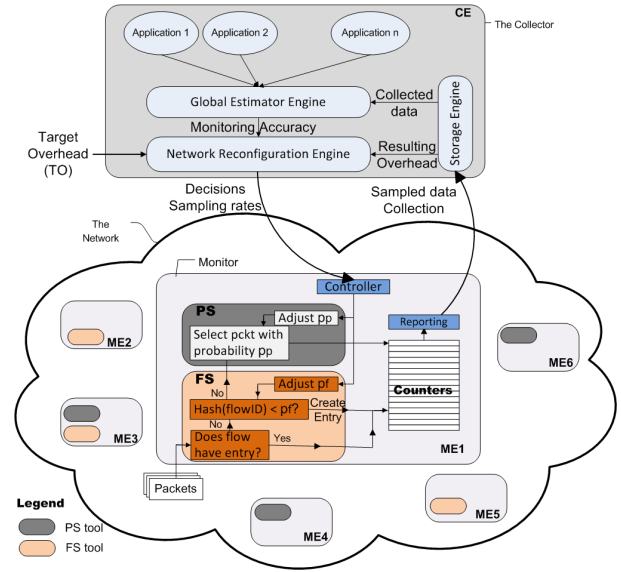 CE
The Collector
Application 1
Application 2
Application n
Global Estimator Engine
Collected
data
Storage Engine
Monitoring Accuracy
Target
Overhead
(TO)
Network Reconfiguration Engine
Resulting
Overhead
Decisions
Sampling rates
Sampled data
Collection
The
Network
Monitor
Controller
PS
Adjust pp
Select pckt with
probability pp
Reporting
FS
Adjust pf
No
Hash(flowID) < pf?
Create
Entry
Counters
No
Does flow
have entry?
Yes
ME1
Packets
ME2
ME3
ME4
ME5
ME6
Legend
PS tool
FS tool